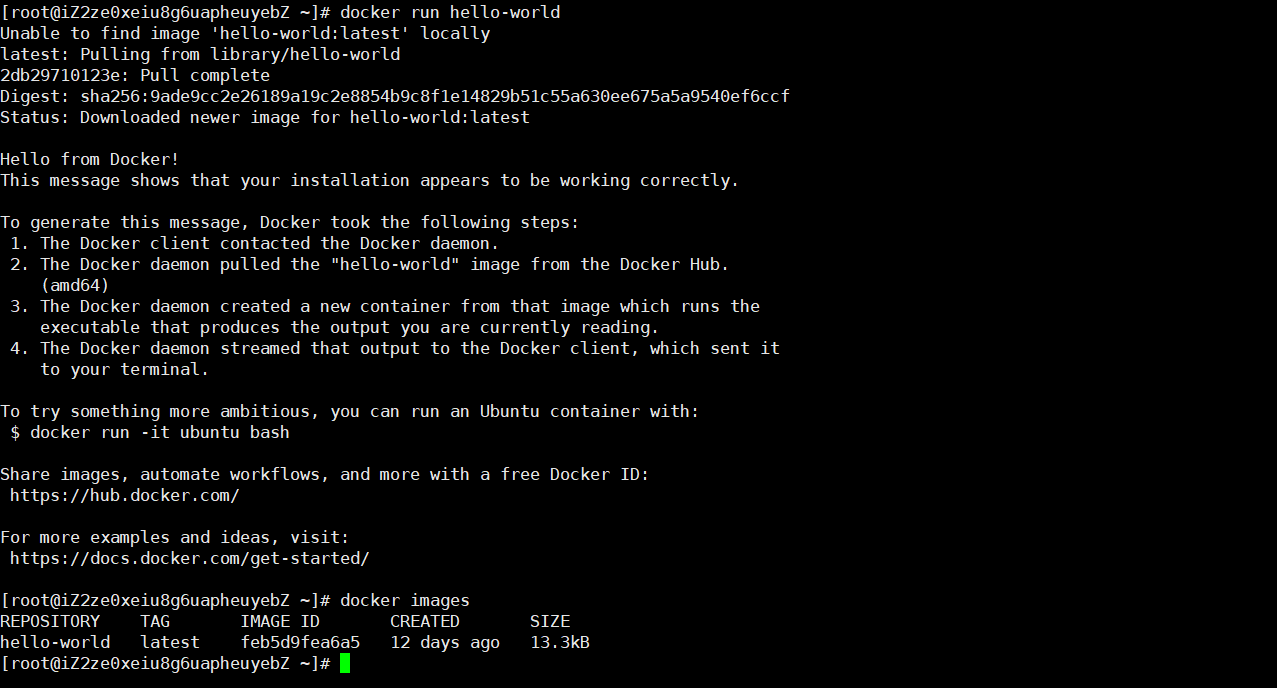 [root@iZ2ze0xeiu8g6uapheuyebZ ~]# docker run hello-world
Unable to find image 'hello-world:latest' locally
latest: Pulling from library/hello-world
2db29710123e: Pull complete
Digest: sha256:9ade9cc2e26189a19c2e8854b9c8f1e14829b51c55a630ee675a5a9540ef6ccf
Status: Downloaded newer image for hello-world:latest

Hello from Docker!
This message shows that your installation appears to be working correctly.

To generate this message, Docker took the following steps:
 1. The Docker client contacted the Docker daemon.
 2. The Docker daemon pulled the "hello-world" image from the Docker Hub.
    (amd64)
 3. The Docker daemon created a new container from that image which runs the
    executable that produces the output you are currently reading.
 4. The Docker daemon streamed that output to the Docker client, which sent it
    to your terminal.

To try something more ambitious, you can run an Ubuntu container with:
 $ docker run -it ubuntu bash

Share images, automate workflows, and more with a free Docker ID:
 https://hub.docker.com/

For more examples and ideas, visit:
 https://docs.docker.com/get-started/

[root@iZ2ze0xeiu8g6uapheuyebZ ~]# docker images
REPOSITORY    TAG       IMAGE ID       CREATED       SIZE
hello-world   latest    feb5d9fea6a5   12 days ago   13.3kB
[root@iZ2ze0xeiu8g6uapheuyebZ ~]#